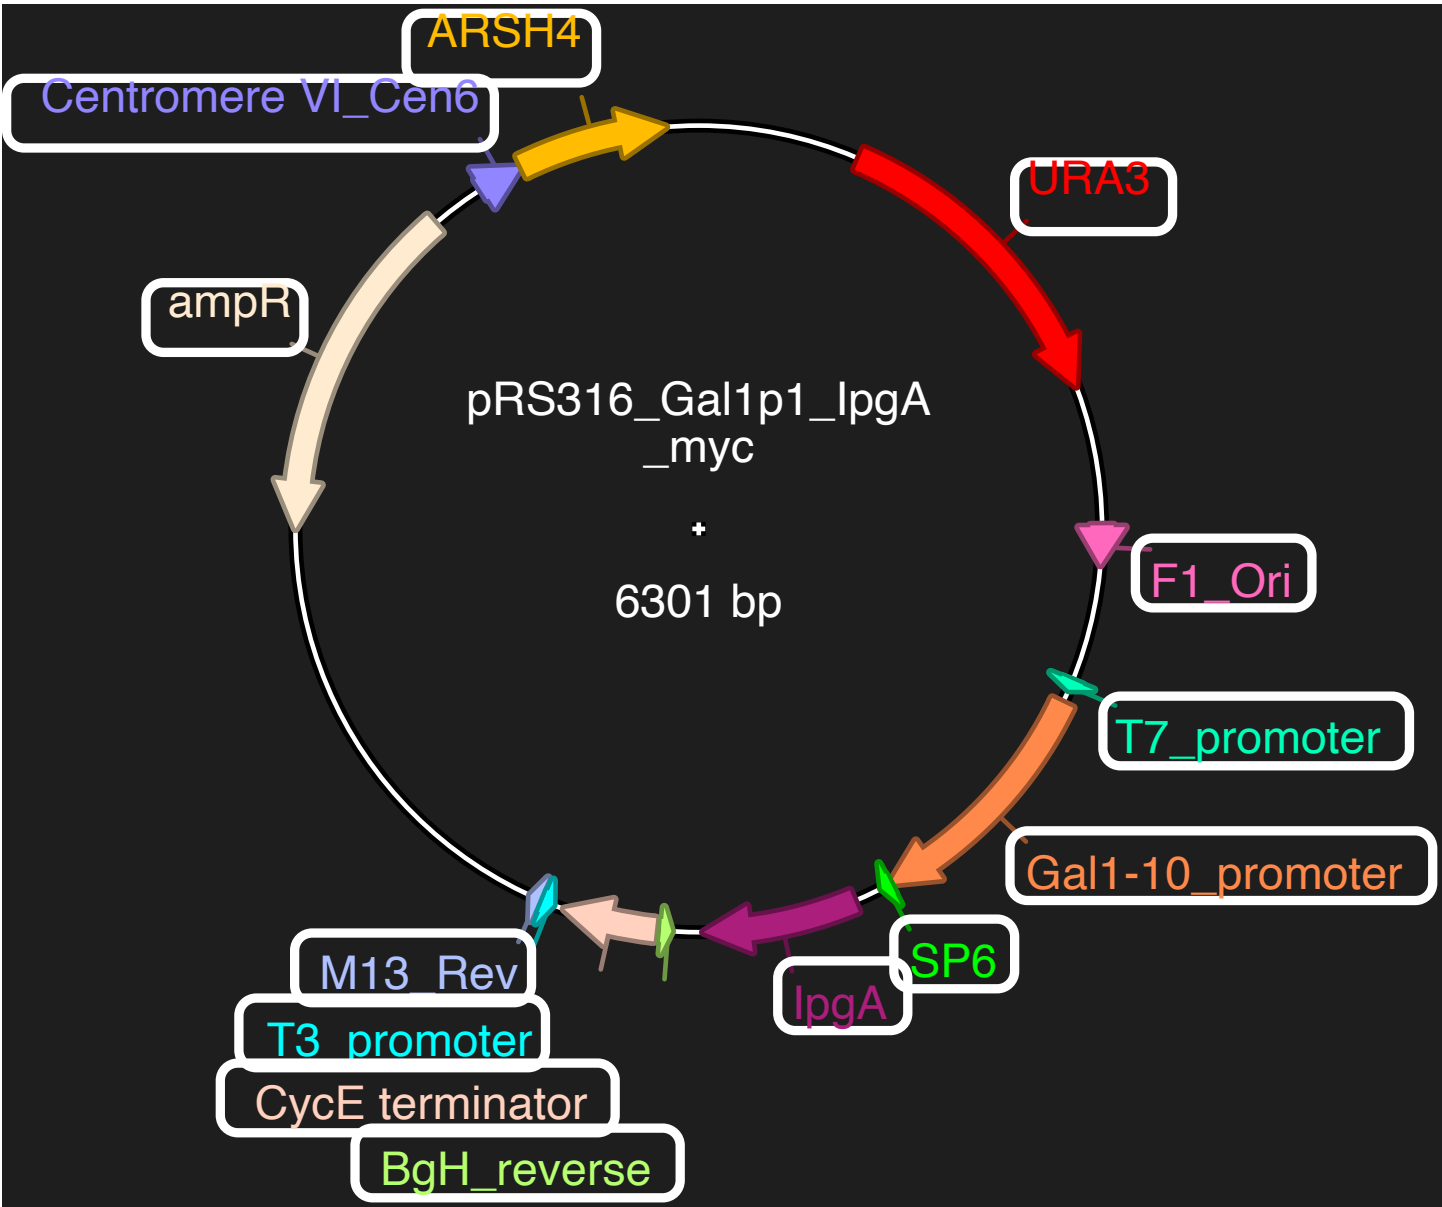 ARSH4
Centromere VI_Cen6
URA3
ampR
pRS316_Gal1p1_IpgA
_myc
6301 bp
F1_Ori
T7_promoter
Gal1-10_promoter
SP6
IpgA
M13_Rev
T3_promoter
CycE terminator
BgH_reverse